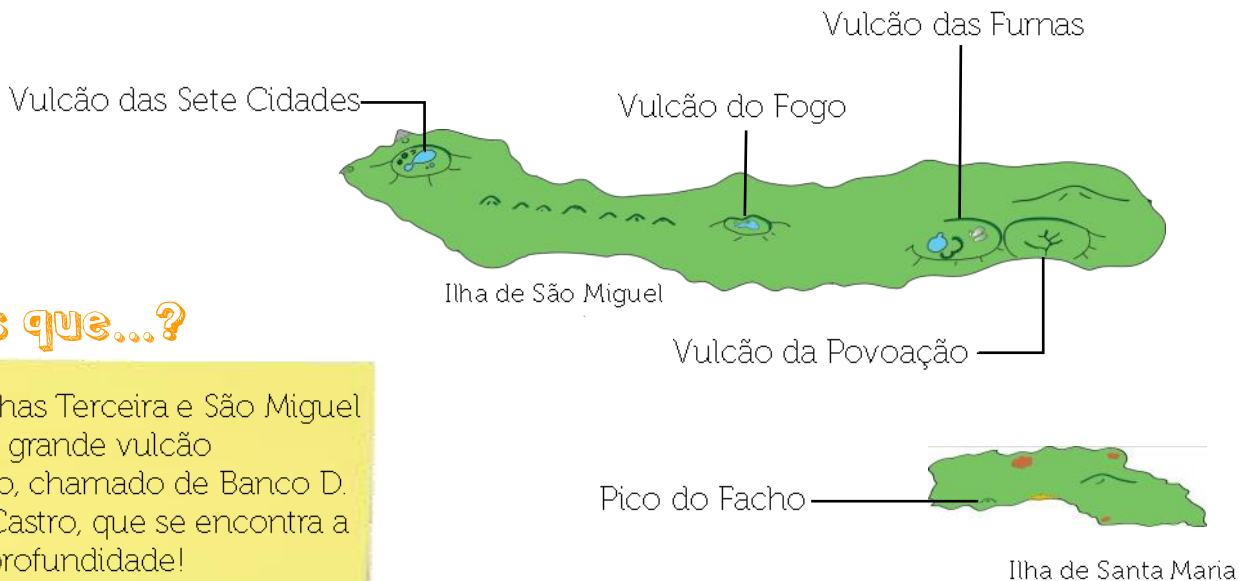 Vulcão das Furnas
Vulcão das Sete Cidades
Vulcão do Fogo
Ilha de São Miguel
que...?
Vulcão da Povoação
Terceira e São Miguel
grande vulcão
chamado de Banco D.
Castro, que se encontra a
profundidade!
Pico do Facho
Ilha de Santa Maria